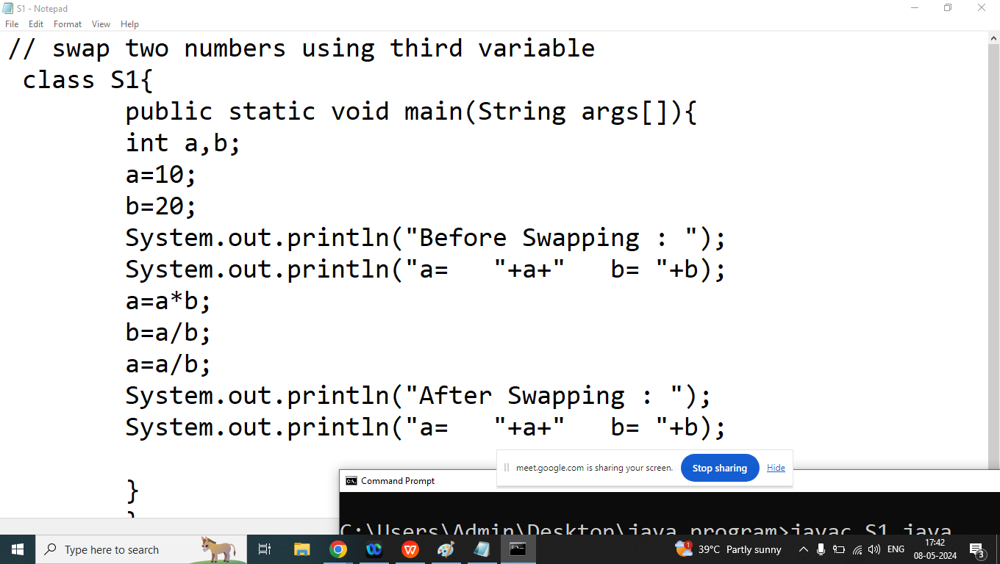 S1 - Notepad
File Edit Format View Help
// swap two numbers using third variable
class S1{
public static void main(String args[]){
int a,b;
a=10;
b=20;
System.out.println("Before Swapping : ");
System.out.println("a=   "+a+"   b= "+b);
a=a*b;
b=a/b;
a=a/b;
System.out.println("After Swapping : ");
System.out.println("a=   "+a+"   b= "+b);
meet.google.com is sharing your screen. Stop sharing Hide
}
Command Prompt
}
C:\Users\Admin\Desktop\java program>javac S1.java
Type here to search
39°C Partly sunny
ENG
17:42
08-05-2024
1
3